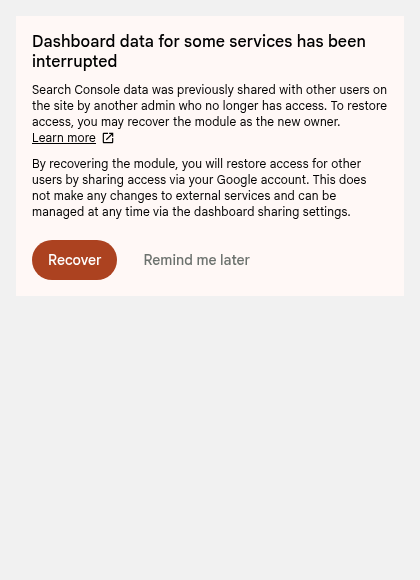 Dashboard data for some services has been
interrupted
Search Console data was previously shared with other users on
the site by another admin who no longer has access. To restore
access, you may recover the module as the new owner.
Learn more
By recovering the module, you will restore access for other
users by sharing access via your Google account. This does
not make any changes to external services and can be
managed at any time via the dashboard sharing settings.
Recover
Remind me later